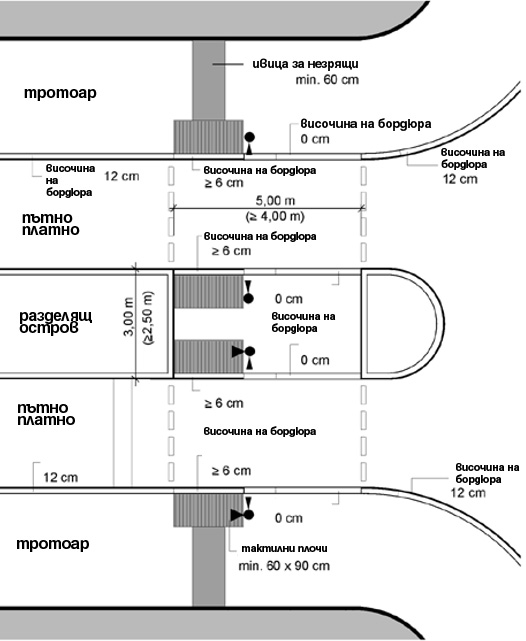 ивица за незрящи
min. 60 cm
тротоар
височина на бордюра
0 cm
височина на
бордюра
12 cm
височина
на
бордюра
12 cm
височина на бордюра
≥ 6 cm
5,00 m
(≥ 4,00 m)
пътно
платно
височина на бордюра
≥ 6 cm
разделящ
остров
3,00 m
(≥2,50 m)
0 cm
височина на
бордюра
0 cm
≥ 6 cm
пътно
платно
височина на бордюра
12 cm
≥ 6 cm
височина на
бордюра
12 cm
0 cm
тротоар
тактилни плочи
min. 60 x 90 cm